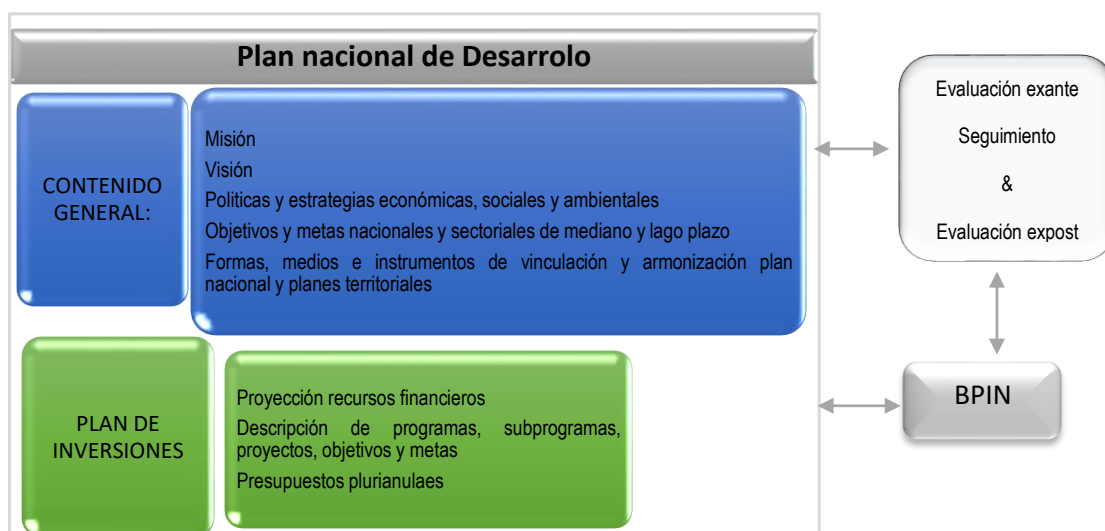 Plan nacional de Desarrolo
CONTENIDO
GENERAL:
Misión
Visión
Politicas y estrategias económicas, sociales y ambientales
Objetivos y metas nacionales y sectoriales de mediano y lago plazo
Formas, medios e instrumentos de vinculación y armonización plan
nacional y planes territoriales
PLAN DE
INVERSIONES
Proyección recursos financieros
Descripción de programas, subprogramas,
proyectos, objetivos y metas
Presupuestos plurianulaes
Evaluación exante
Seguimiento
&
Evaluación expost
BPIN